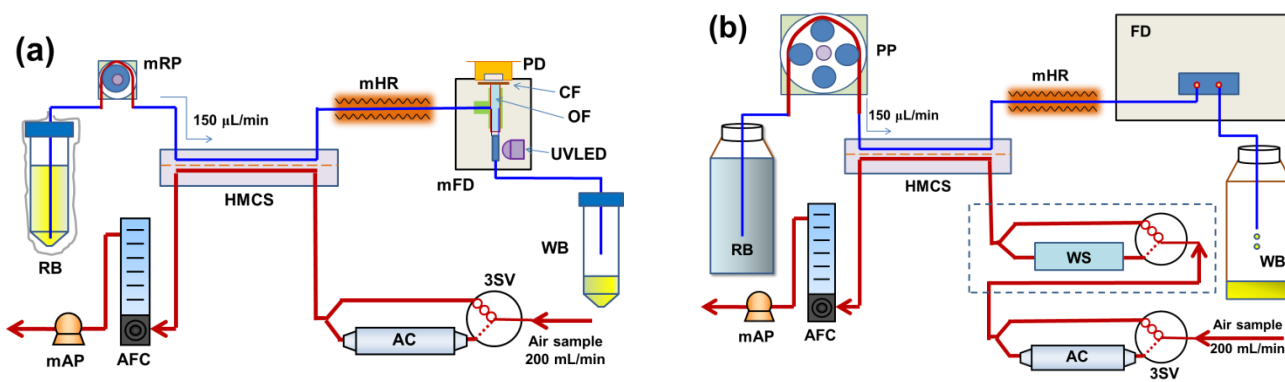 (a)
mRP
150 µL/min
mHR
PD
CF
OF
UVLED
mFD
HMCS
RB
WB
3SV
AC
Air sample
200 mL/min
mAP
AFC
(b)
PP
FD
mHR
150 µL/min
HMCS
RB
WS
WB
3SV
AC
Air sample
200 mL/min
mAP
AFC